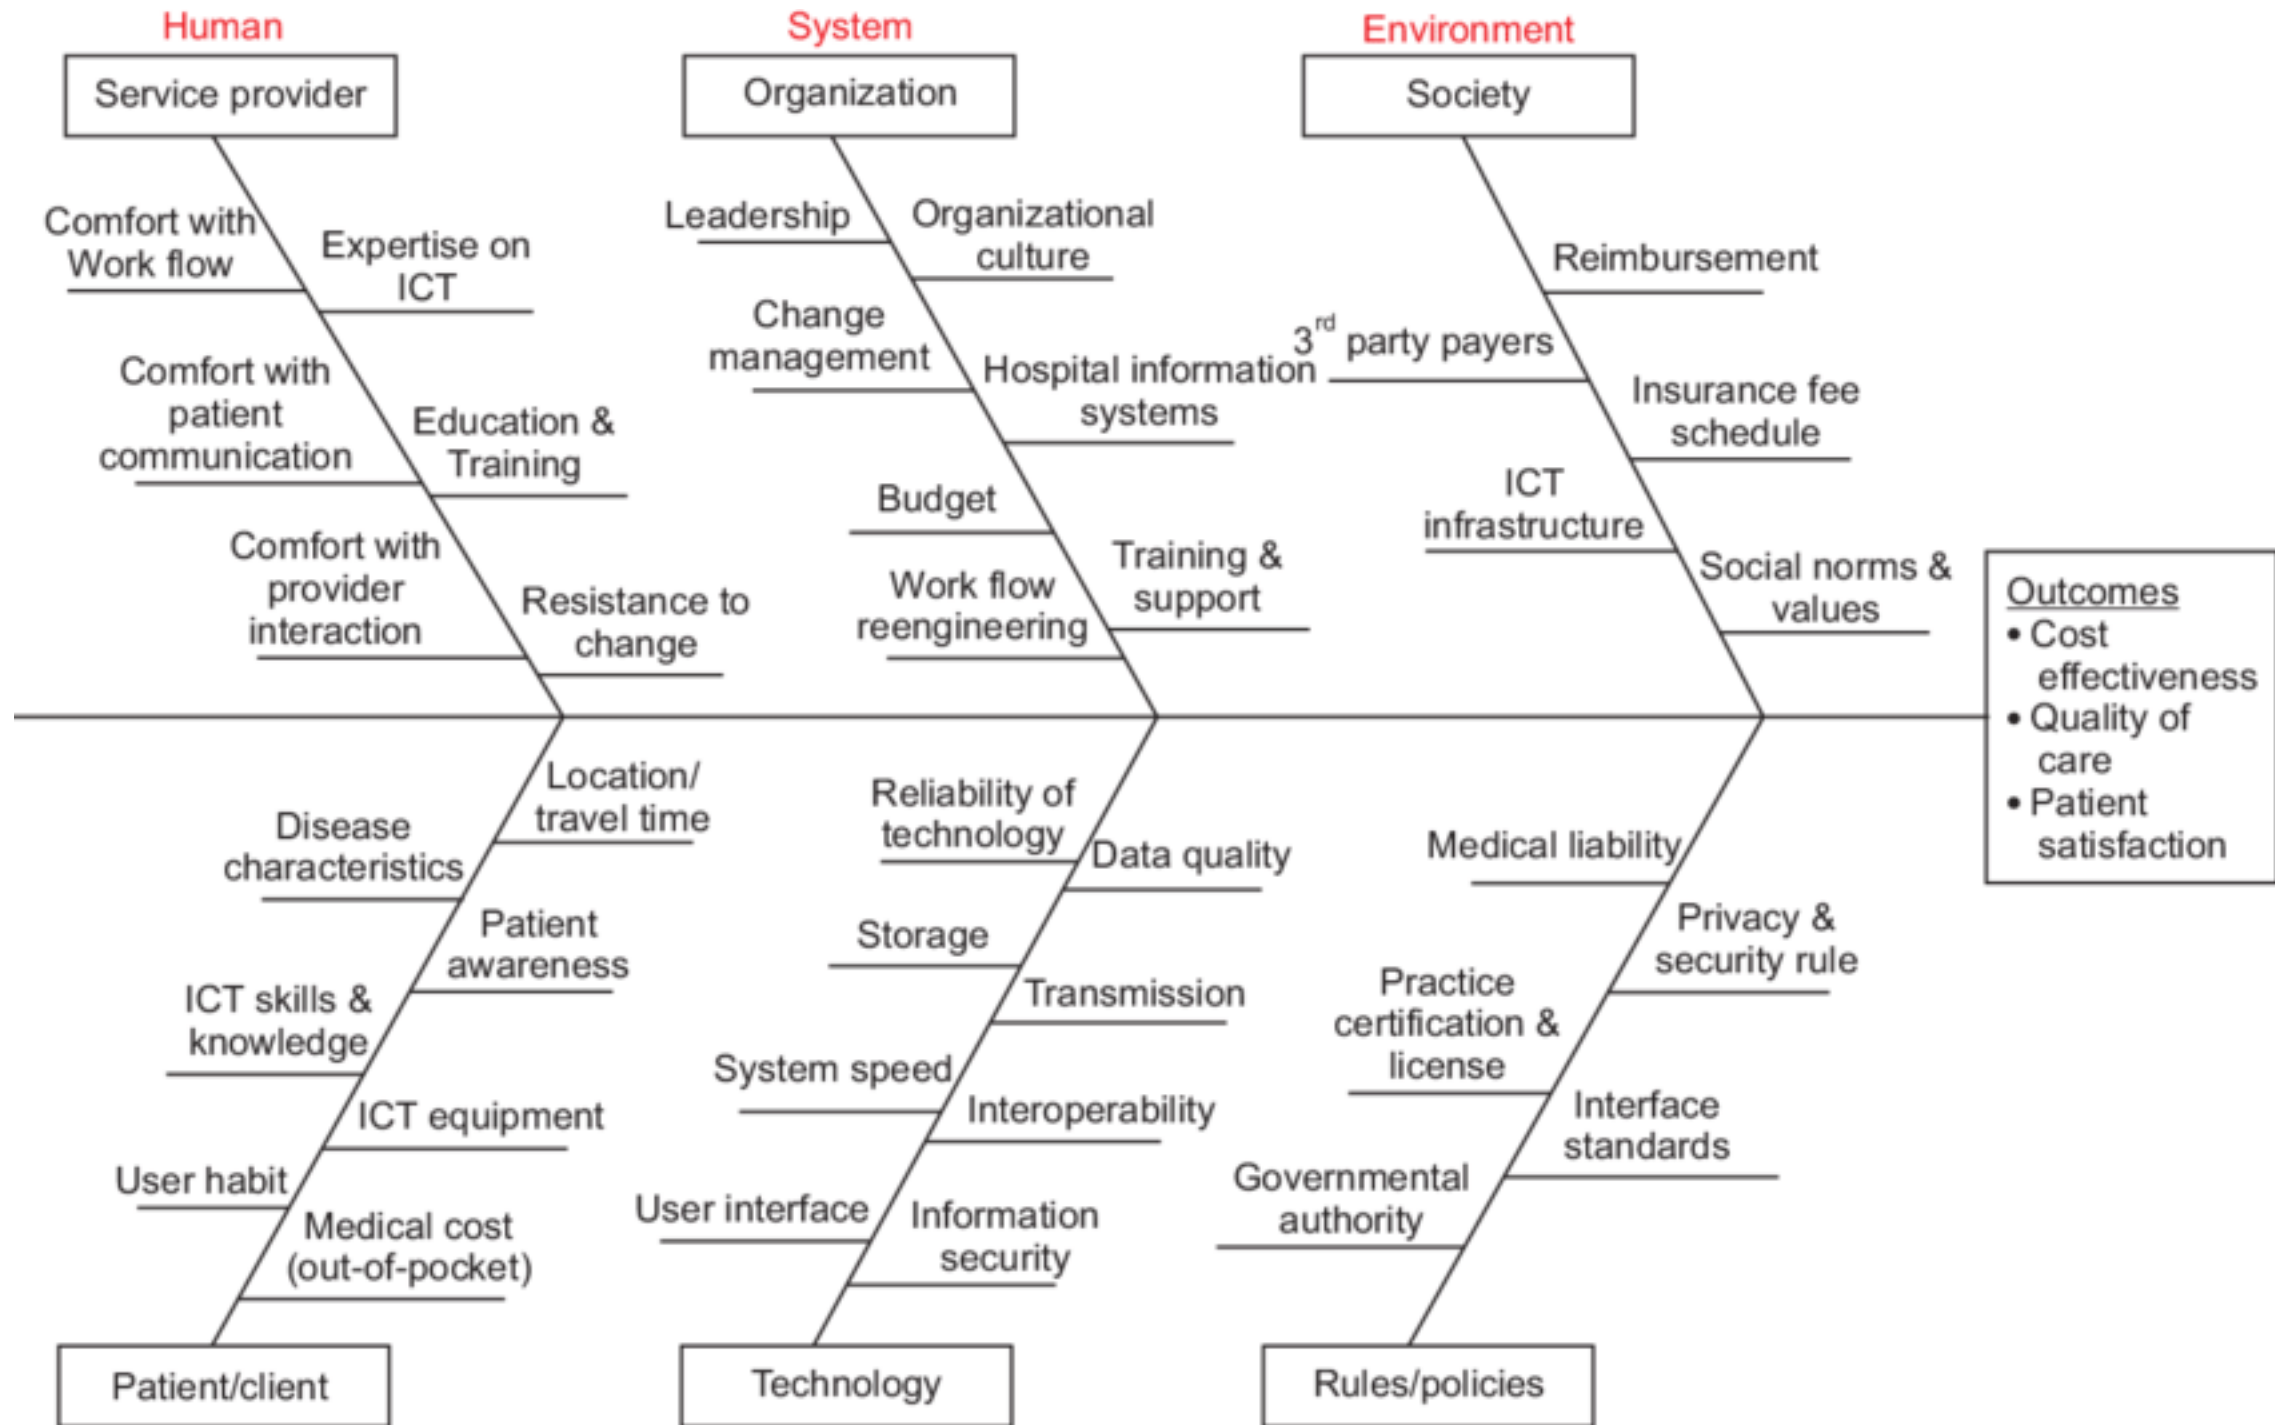 Human
System
Environment
Service provider
Organization
Society
Comfort with
Work flow
Expertise on
ICT
Comfort with
patient
communication
Education &
Training
Comfort with
provider
interaction
Resistance to
change
Leadership
Organizational
culture
Change
management
Hospital information
systems
Budget
Training &
support
Work flow
reengineering
Reimbursement
3rd party payers
Insurance fee
schedule
ICT
infrastructure
Social norms &
values
Outcomes
• Cost
effectiveness
• Quality of
care
• Patient
satisfaction
Location/
travel time
Disease
characteristics
Patient
awareness
ICT skills &
knowledge
ICT equipment
User habit
Medical cost
(out-of-pocket)
Reliability of
technology
Data quality
Storage
Transmission
System speed
Interoperability
User interface
Information
security
Medical liability
Privacy &
security rule
Practice
certification &
license
Interface
standards
Governmental
authority
Patient/client
Technology
Rules/policies